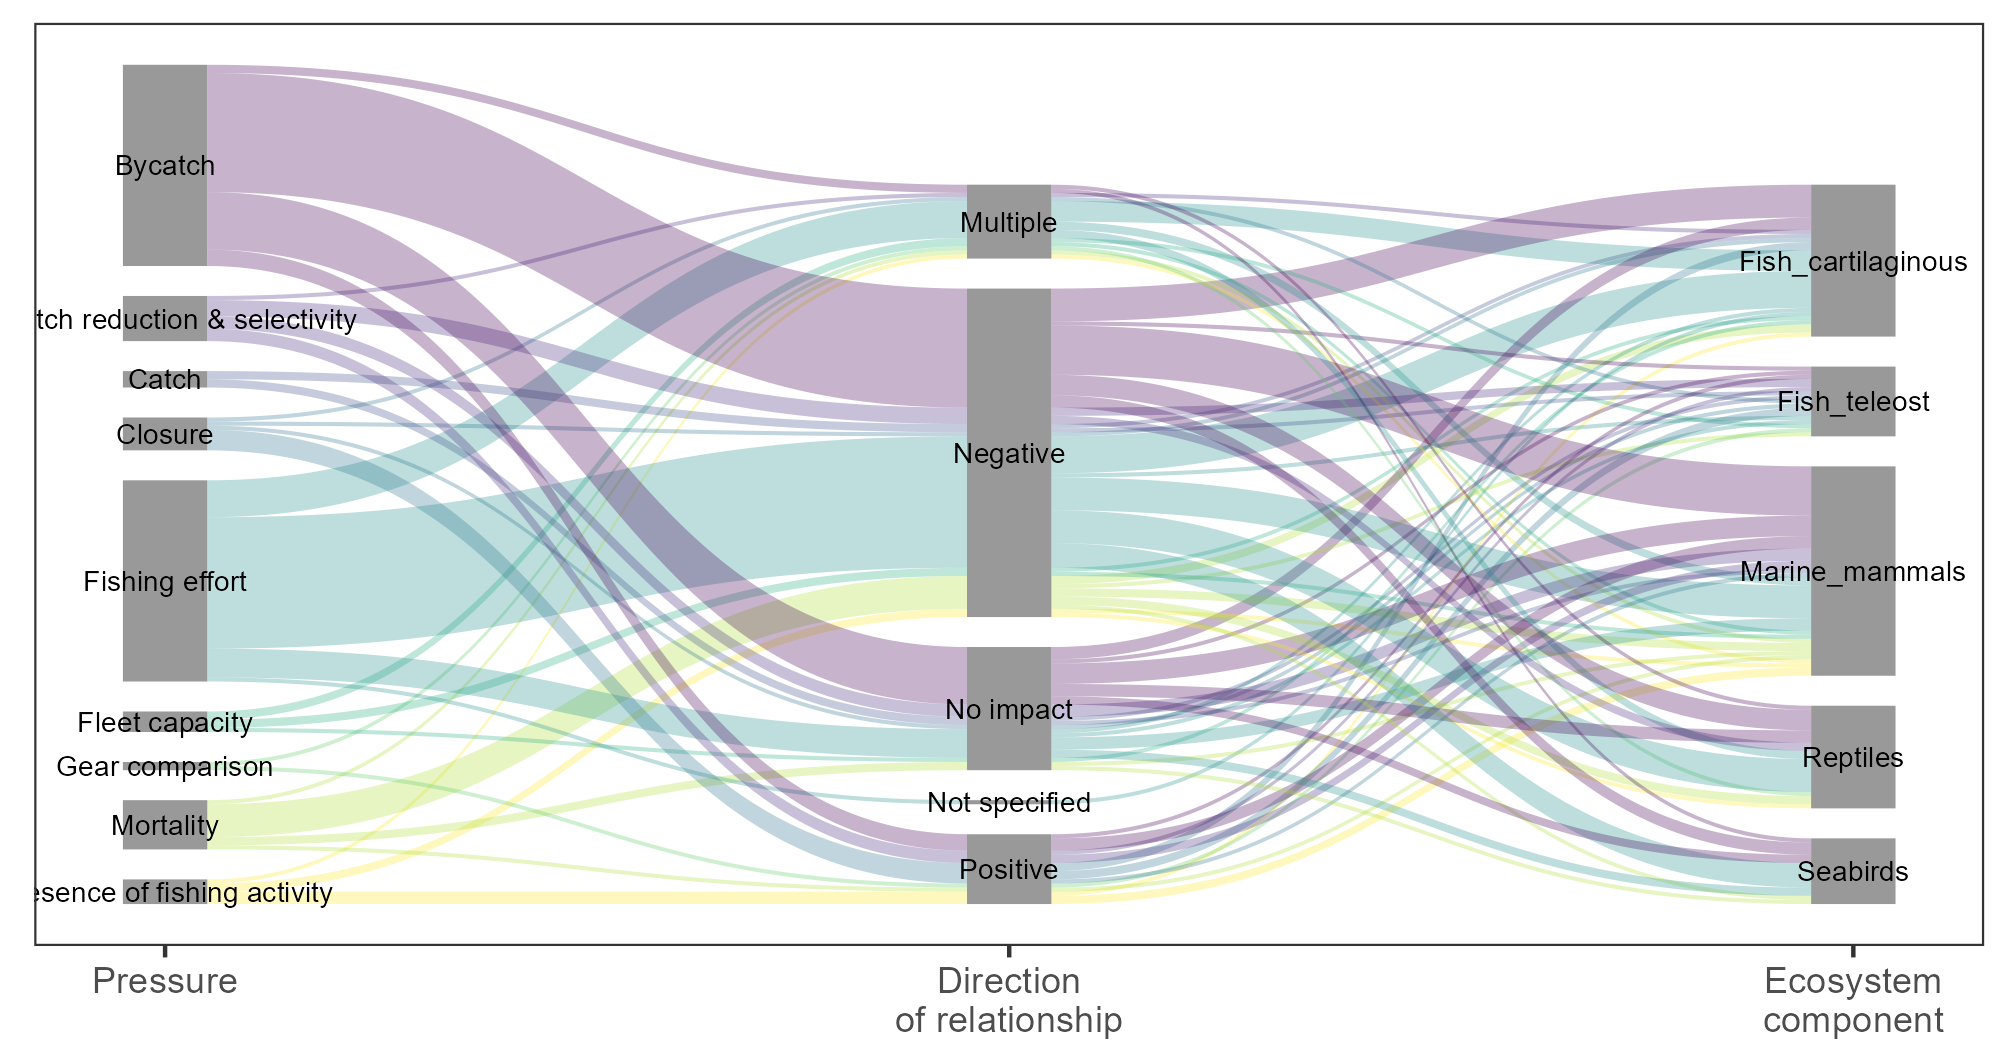 Bycatch
tch reduction & selectivity
Catch
Closure
Fishing effort
Fleet capacity
Gear comparison
Mortality
esence of fishing activity
Multiple
Negative
No impact
Not specified
Positive
Fish_cartilaginous
Fish_teleost
Marine_mammals
Reptiles
Seabirds
Pressure
Direction
of relationship
Ecosystem
component